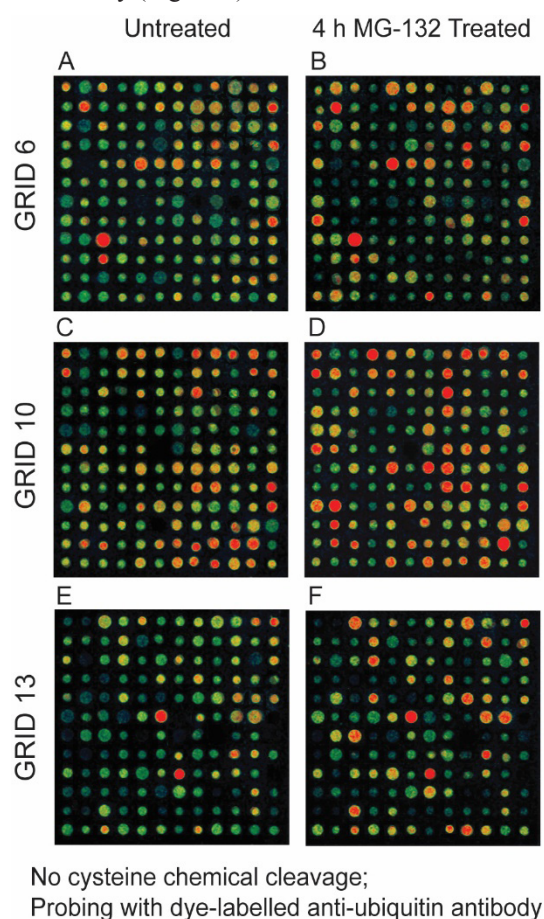 Untreated 4 h MG-132 Treated
A B
GRID 6
C D
GRID 10
E F
GRID 13
No cysteine chemical cleavage;
Probing with dye-labelled anti-ubiquitin antibody